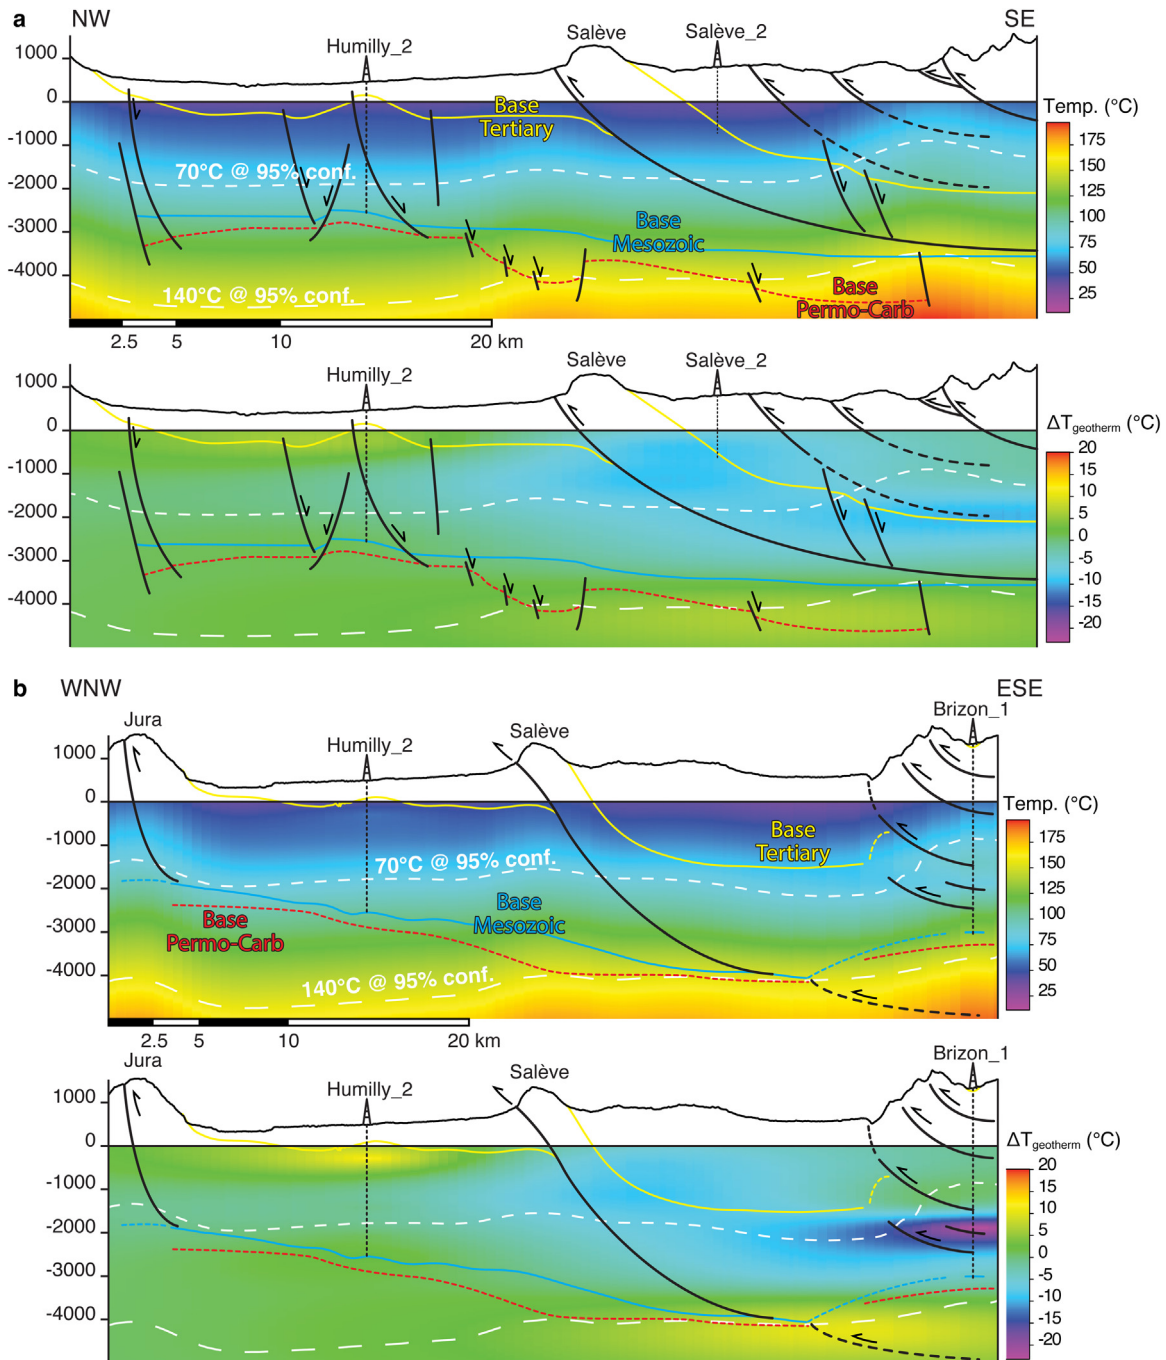 a
NW
SE
Humilly_2
Salève
Salève_2
1000
0
-1000
-2000
-3000
-4000
Base
Tertiary
70°C @ 95% conf.
Base
Mesozoic
140°C @ 95% conf.
Base
Permo-Carb
2.5 5 10 20 km
Temp. (°C)
175
150
125
100
75
50
25
Humilly_2
Salève
Salève_2
1000
0
-1000
-2000
-3000
-4000
ΔTgeotherm (°C)
20
15
10
5
0
-5
-10
-15
-20
b
WNW
ESE
Jura
Humilly_2
Salève
Brizon_1
1000
0
-1000
-2000
-3000
-4000
Base
Tertiary
70°C @ 95% conf.
Base
Mesozoic
Base
Permo-Carb
140°C @ 95% conf.
2.5 5 10 20 km
Temp. (°C)
175
150
125
100
75
50
25
Jura
Humilly_2
Salève
Brizon_1
1000
0
-1000
-2000
-3000
-4000
ΔTgeotherm (°C)
20
15
10
5
0
-5
-10
-15
-20